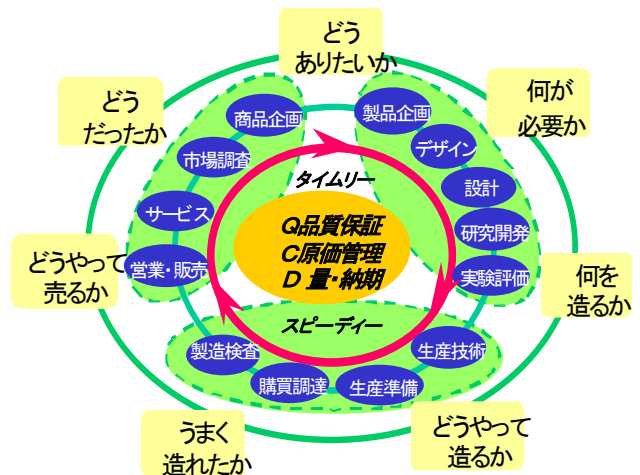 どう
ありたいか
何が
必要か
何を
造るか
どうやって
造るか
うまく
造れたか
どうやって
売るか
どう
だったか
商品企画
市場調査
サービス
営業・販売
製品企画
デザイン
設計
研究開発
実験評価
生産技術
生産準備
購買調達
製造検査
タイムリー
Q品質保証
C原価管理
D 量・納期
スピーディー